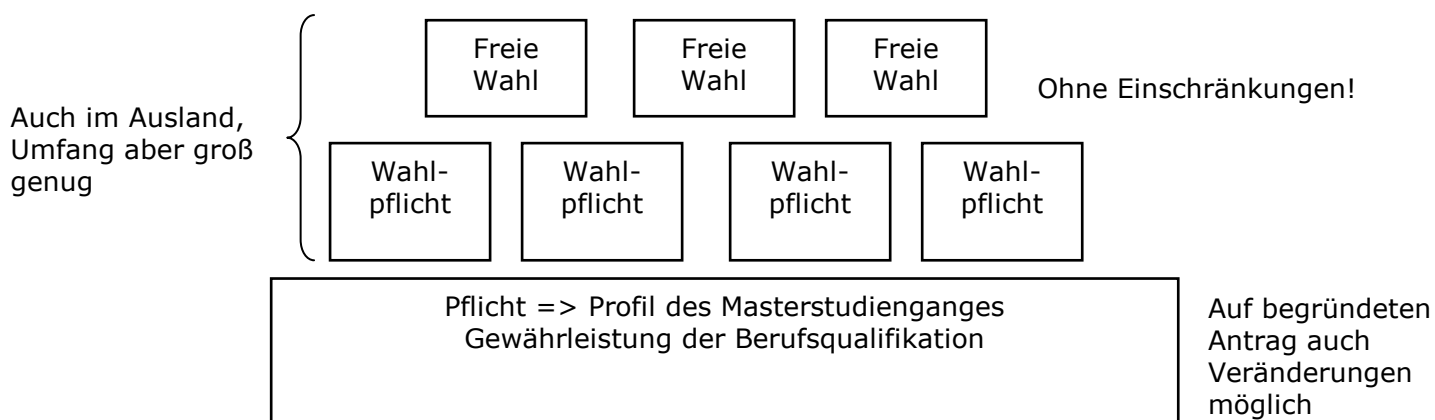 Freie
Wahl
Freie
Wahl
Freie
Wahl
Ohne Einschränkungen!
Auch im Ausland,
Umfang aber groß
genug
Wahl-
pflicht
Wahl-
pflicht
Wahl-
pflicht
Wahl-
pflicht
Pflicht => Profil des Masterstudienganges
Gewährleistung der Berufsqualifikation
Auf begründeten
Antrag auch
Veränderungen
möglich